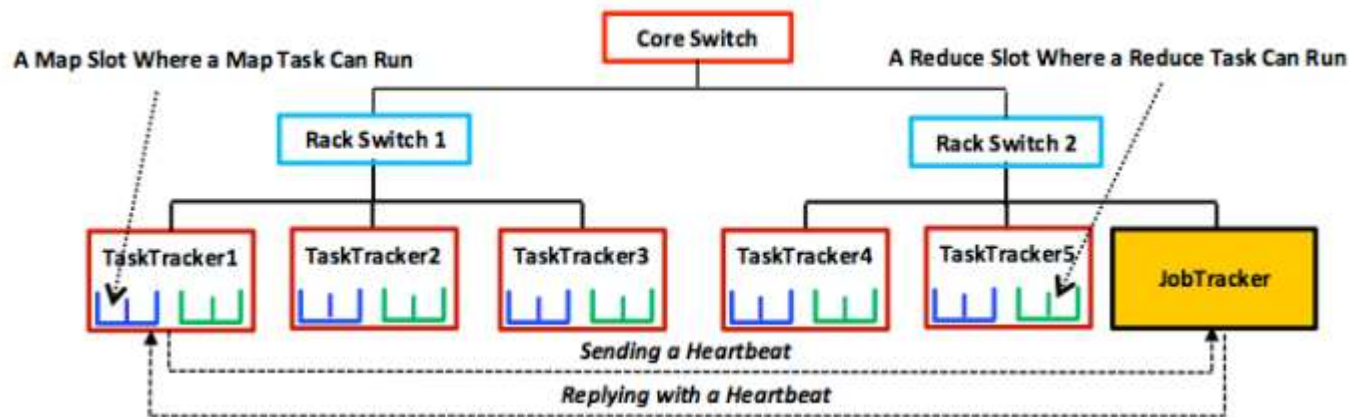 Core Switch
A Map Slot Where a Map Task Can Run
A Reduce Slot Where a Reduce Task Can Run
Rack Switch 1
Rack Switch 2
TaskTracker1
TaskTracker2
TaskTracker3
TaskTracker4
TaskTracker5
JobTracker
Sending a Heartbeat
Replying with a Heartbeat